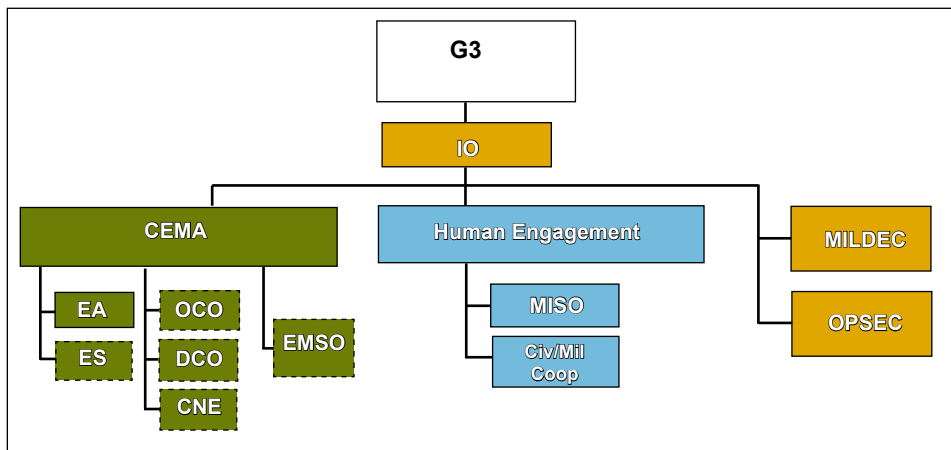 G3
IO
CEMA
Human Engagement
MILDEC
EA
OCO
MISO
OPSEC
EMSO
ES
DCO
Civ/Mil
Coop
CNE